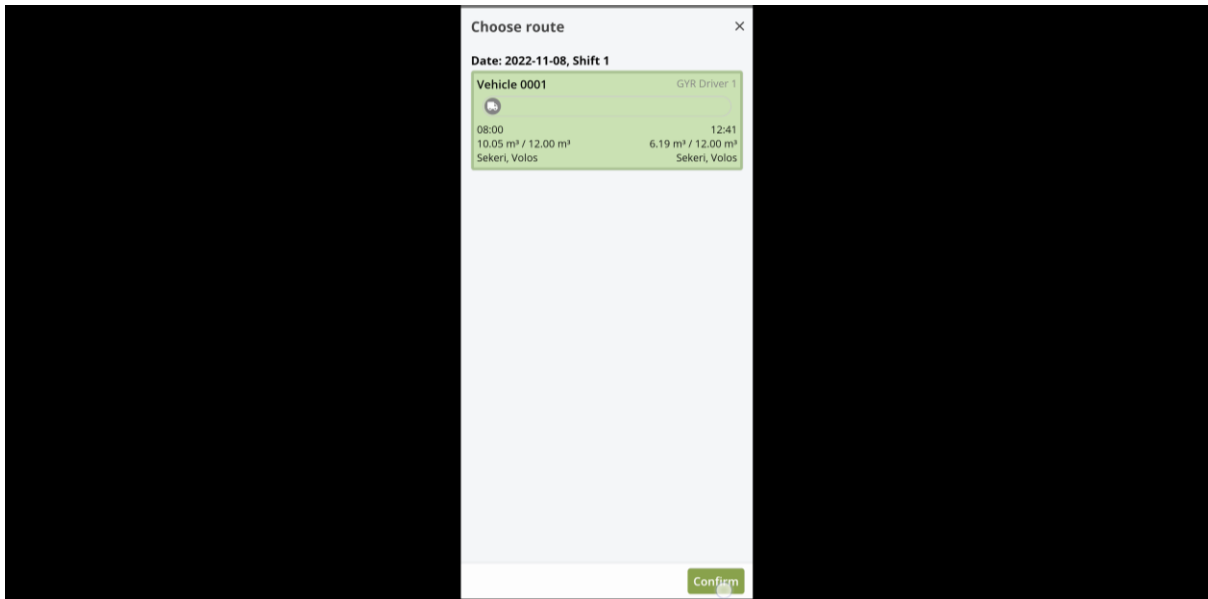 Choose route
Date: 2022-11-08, Shift 1
Vehicle 0001 GYR Driver 1
08:00 12:41
10.05 m³ / 12.00 m³ 6.19 m³ / 12.00 m³
Sekeri, Volos Sekeri, Volos
Confirm